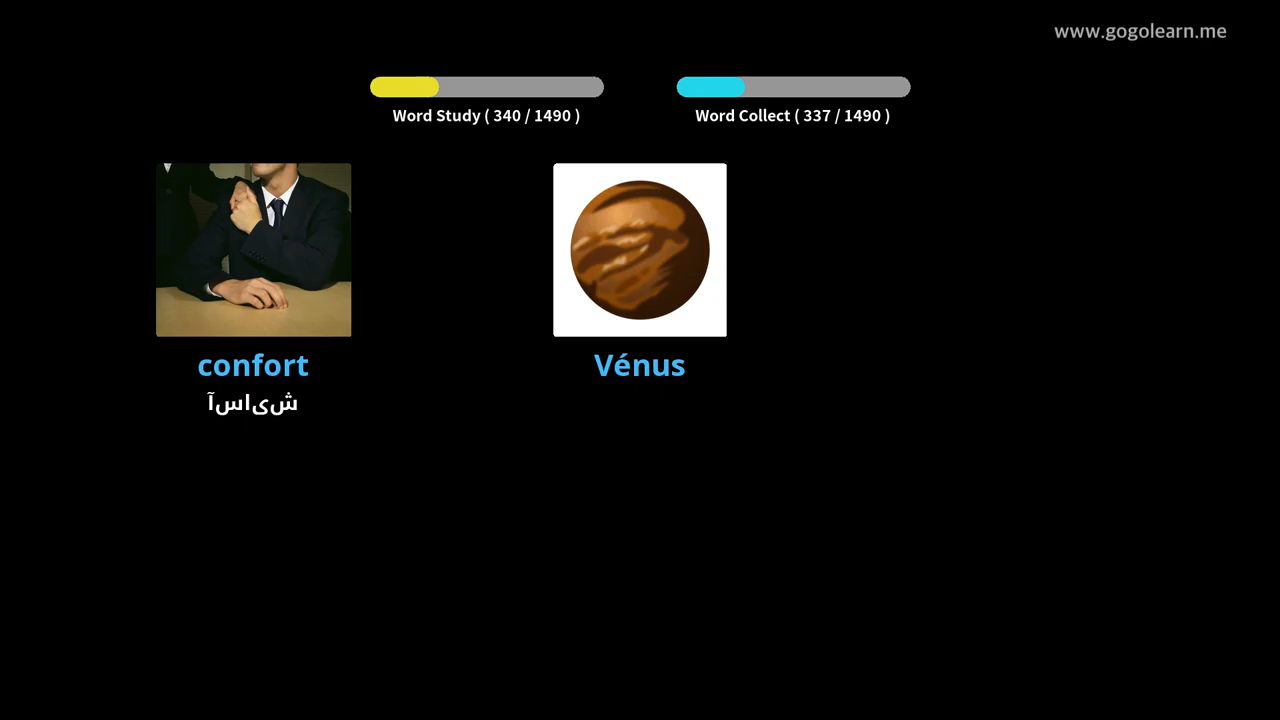 www.gogolearn.me
Word Study ( 340 / 1490 )
Word Collect ( 337 / 1490 )
confort
آسایش
Vénus